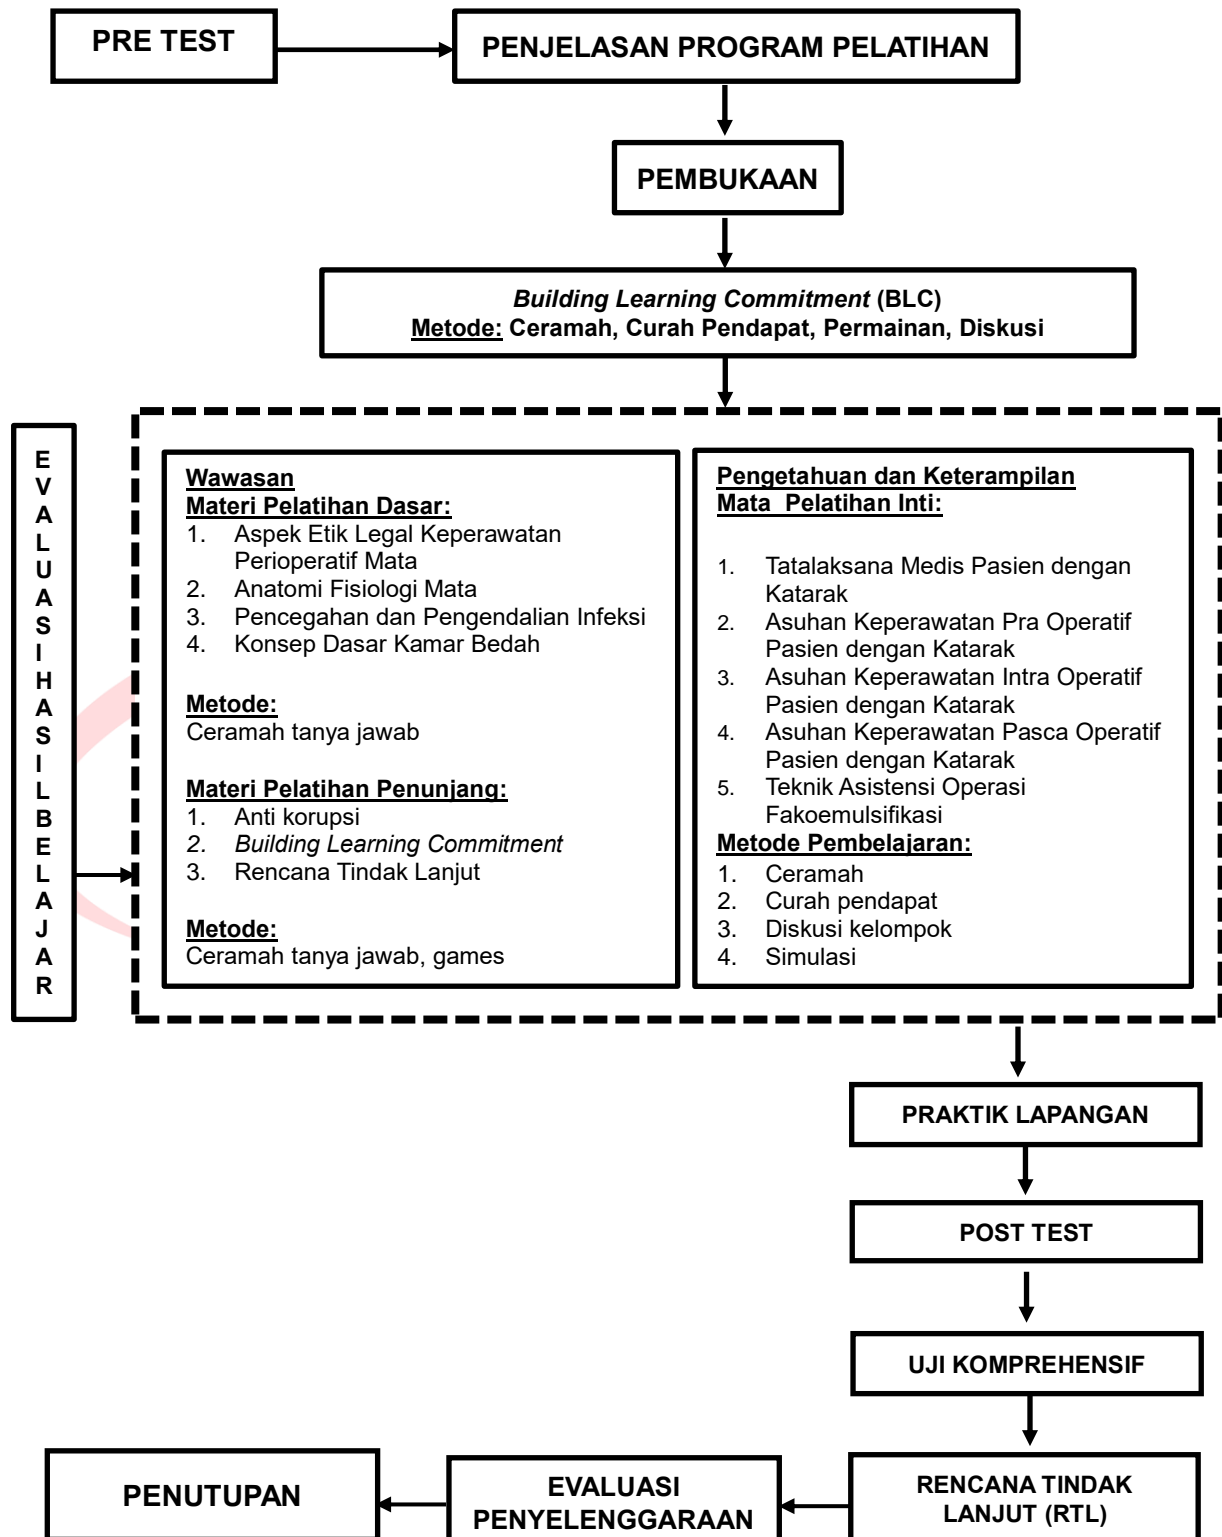 PRE TEST
PENJELASAN PROGRAM PELATIHAN
PEMBUKAAN
Building Learning Commitment (BLC)
Metode: Ceramah, Curah Pendapat, Permainan, Diskusi
E
V
A
L
U
A
S
I
H
A
S
I
L
B
E
L
A
J
A
R
Wawasan
Materi Pelatihan Dasar:
1. Aspek Etik Legal Keperawatan
Perioperatif Mata
2. Anatomi Fisiologi Mata
3. Pencegahan dan Pengendalian Infeksi
4. Konsep Dasar Kamar Bedah
Metode:
Ceramah tanya jawab
Materi Pelatihan Penunjang:
1. Anti korupsi
2. Building Learning Commitment
3. Rencana Tindak Lanjut
Metode:
Ceramah tanya jawab, games
Pengetahuan dan Keterampilan
Mata Pelatihan Inti:
1. Tatalaksana Medis Pasien dengan
Katarak
2. Asuhan Keperawatan Pra Operatif
Pasien dengan Katarak
3. Asuhan Keperawatan Intra Operatif
Pasien dengan Katarak
4. Asuhan Keperawatan Pasca Operatif
Pasien dengan Katarak
5. Teknik Asistensi Operasi
Fakoemulsifikasi
Metode Pembelajaran:
1. Ceramah
2. Curah pendapat
3. Diskusi kelompok
4. Simulasi
PRAKTIK LAPANGAN
POST TEST
UJI KOMPREHENSIF
RENCANA TINDAK
LANJUT (RTL)
EVALUASI
PENYELENGGARAAN
PENUTUPAN